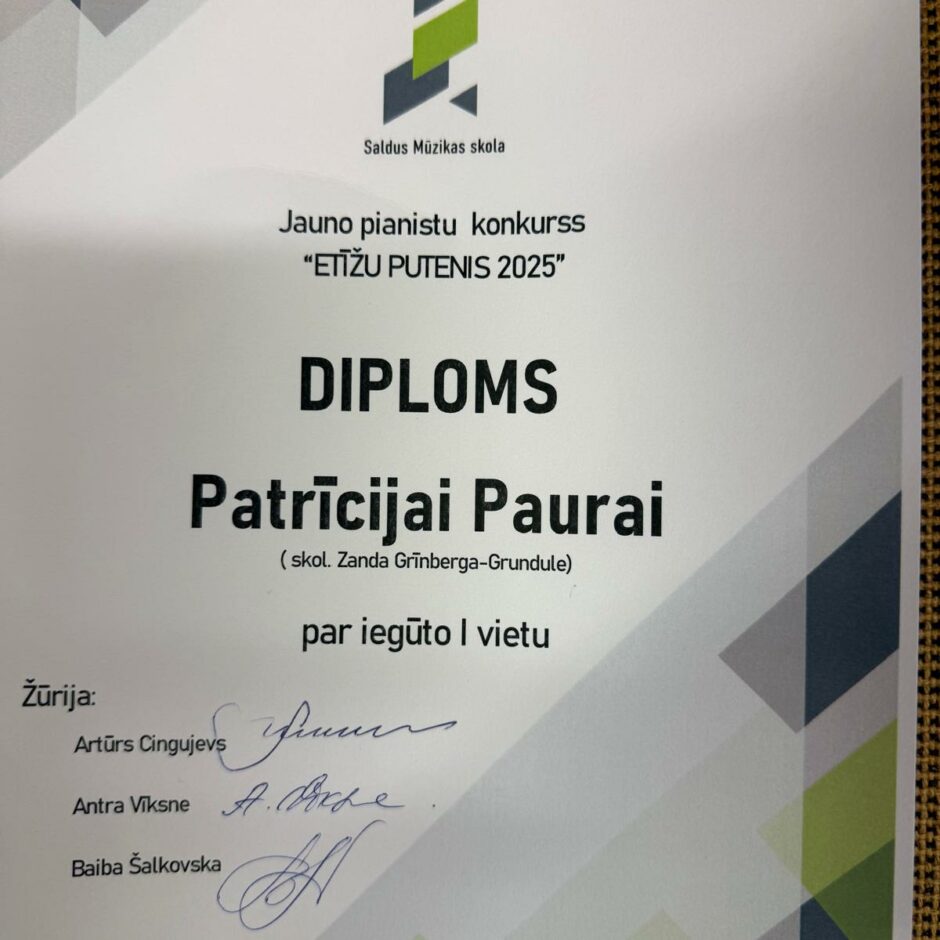 Saldus Mūzikas skola
Jauno pianistu konkurss
“ETĪŽU PUTENIS 2025”
DIPLOMS
Patrīcijai Paurai
( skol. Zanda Grīnberga-Grundule)
par iegūto I vietu
Žūrija:
Artūrs Cingujevs
Antra Vīksne
Baiba Šalkovska